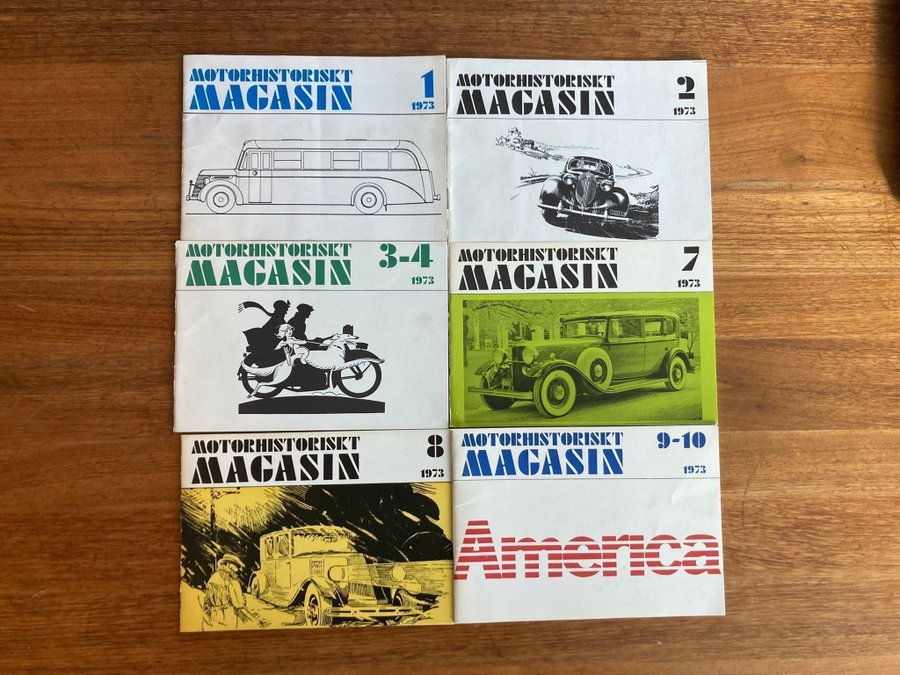 MOTORHISTORISKT
MAGASIN
1
1973
MOTORHISTORISKT
MAGASIN
2
1973
MOTORHISTORISKT
MAGASIN
3-4
1973
MOTORHISTORISKT
MAGASIN
7
1973
MOTORHISTORISKT
MAGASIN
8
1973
MOTORHISTORISKT
MAGASIN
9-10
1973
America